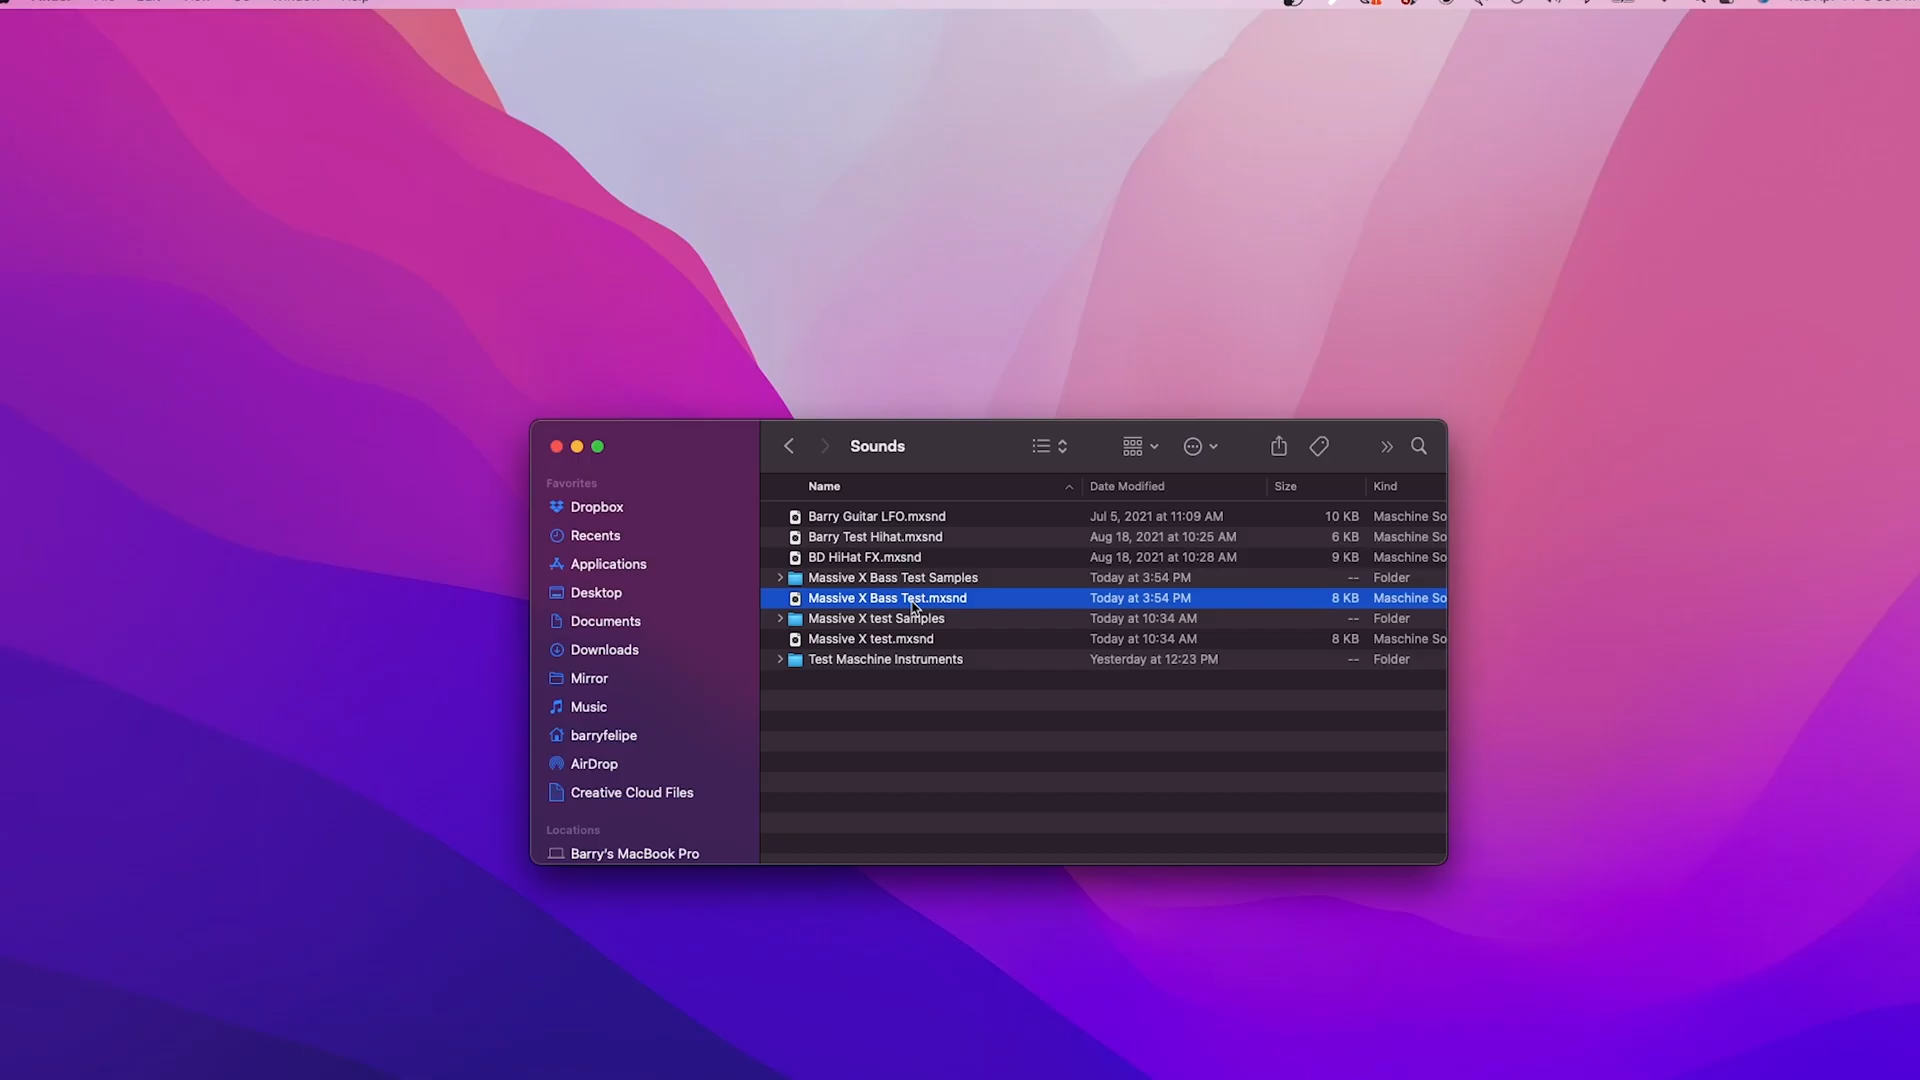 Sounds
Favorites
Dropbox
Recents
Applications
Desktop
Documents
Downloads
Mirror
Music
barryfelipe
AirDrop
Creative Cloud Files
Locations
Barry's MacBook Pro
Name Date Modified Size Kind
Barry Guitar LFO.mxsnd Jul 5, 2021 at 11:09 AM 10 KB Maschine So
Barry Test Hihat.mxsnd Aug 18, 2021 at 10:25 AM 6 KB Maschine So
BD HiHat FX.mxsnd Aug 18, 2021 at 10:28 AM 9 KB Maschine So
Massive X Bass Test Samples Today at 3:54 PM -- Folder
Massive X Bass Test.mxsnd Today at 3:54 PM 8 KB Maschine So
Massive X test Samples Today at 10:34 AM -- Folder
Massive X test.mxsnd Today at 10:34 AM 8 KB Maschine So
Test Maschine Instruments Yesterday at 12:23 PM -- Folder